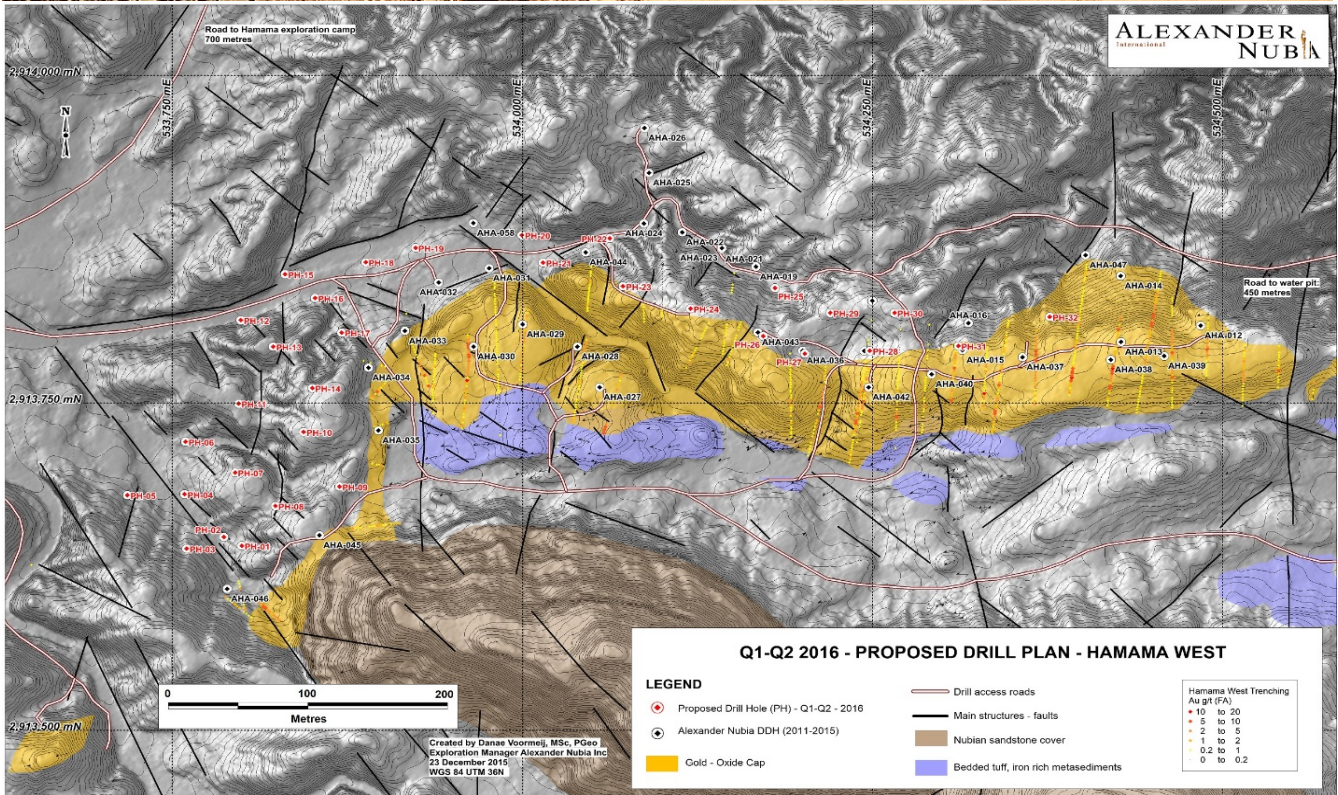 Road to Hamama exploration camp
700 metres
ALEXANDER
International
NUBIA
2,914,000 mN
533,750 mE
534,000 mE
534,250 mE
534,500 mE
N
AHA-026
AHA-025
AHA-058
PH-20
PH-22
AHA-024
AHA-022
PH-19
AHA-023
AHA-021
PH-18
PH-21
AHA-044
AHA-019
AHA-047
PH-15
AHA-031
AHA-014
AHA-032
PH-23
PH-25
Road to water pit:
450 metres
PH-16
PH-24
PH-29
PH-30
AHA-016
PH-32
PH-12
PH-17
AHA-033
AHA-029
AHA-012
PH-13
AHA-030
AHA-028
PH-26
AHA-043
PH-27
AHA-036
PH-28
PH-31
AHA-015
AHA-013
AHA-037
AHA-038
AHA-039
AHA-034
AHA-040
PH-14
AHA-027
AHA-042
2,913,750 mN
PH-11
PH-10
AHA-035
PH-06
PH-07
PH-05
PH-04
PH-09
PH-08
PH-02
PH-03
PH-01
AHA-045
AHA-046
2,913,500 mN
0
100
200
Metres
Created by Danae Voormeij, MSc, PGeo
Exploration Manager Alexander Nubia Inc
23 December 2015
WGS 84 UTM 36N
Q1-Q2 2016 - PROPOSED DRILL PLAN - HAMAMA WEST
LEGEND
Proposed Drill Hole (PH) - Q1-Q2 - 2016
Alexander Nubia DDH (2011-2015)
Gold - Oxide Cap
Drill access roads
Main structures - faults
Nubian sandstone cover
Bedded tuff, iron rich metasediments
Hamama West Trenching
Au g/t (FA)
10 to 20
5 to 10
2 to 5
1 to 2
0.2 to 1
0 to 0.2